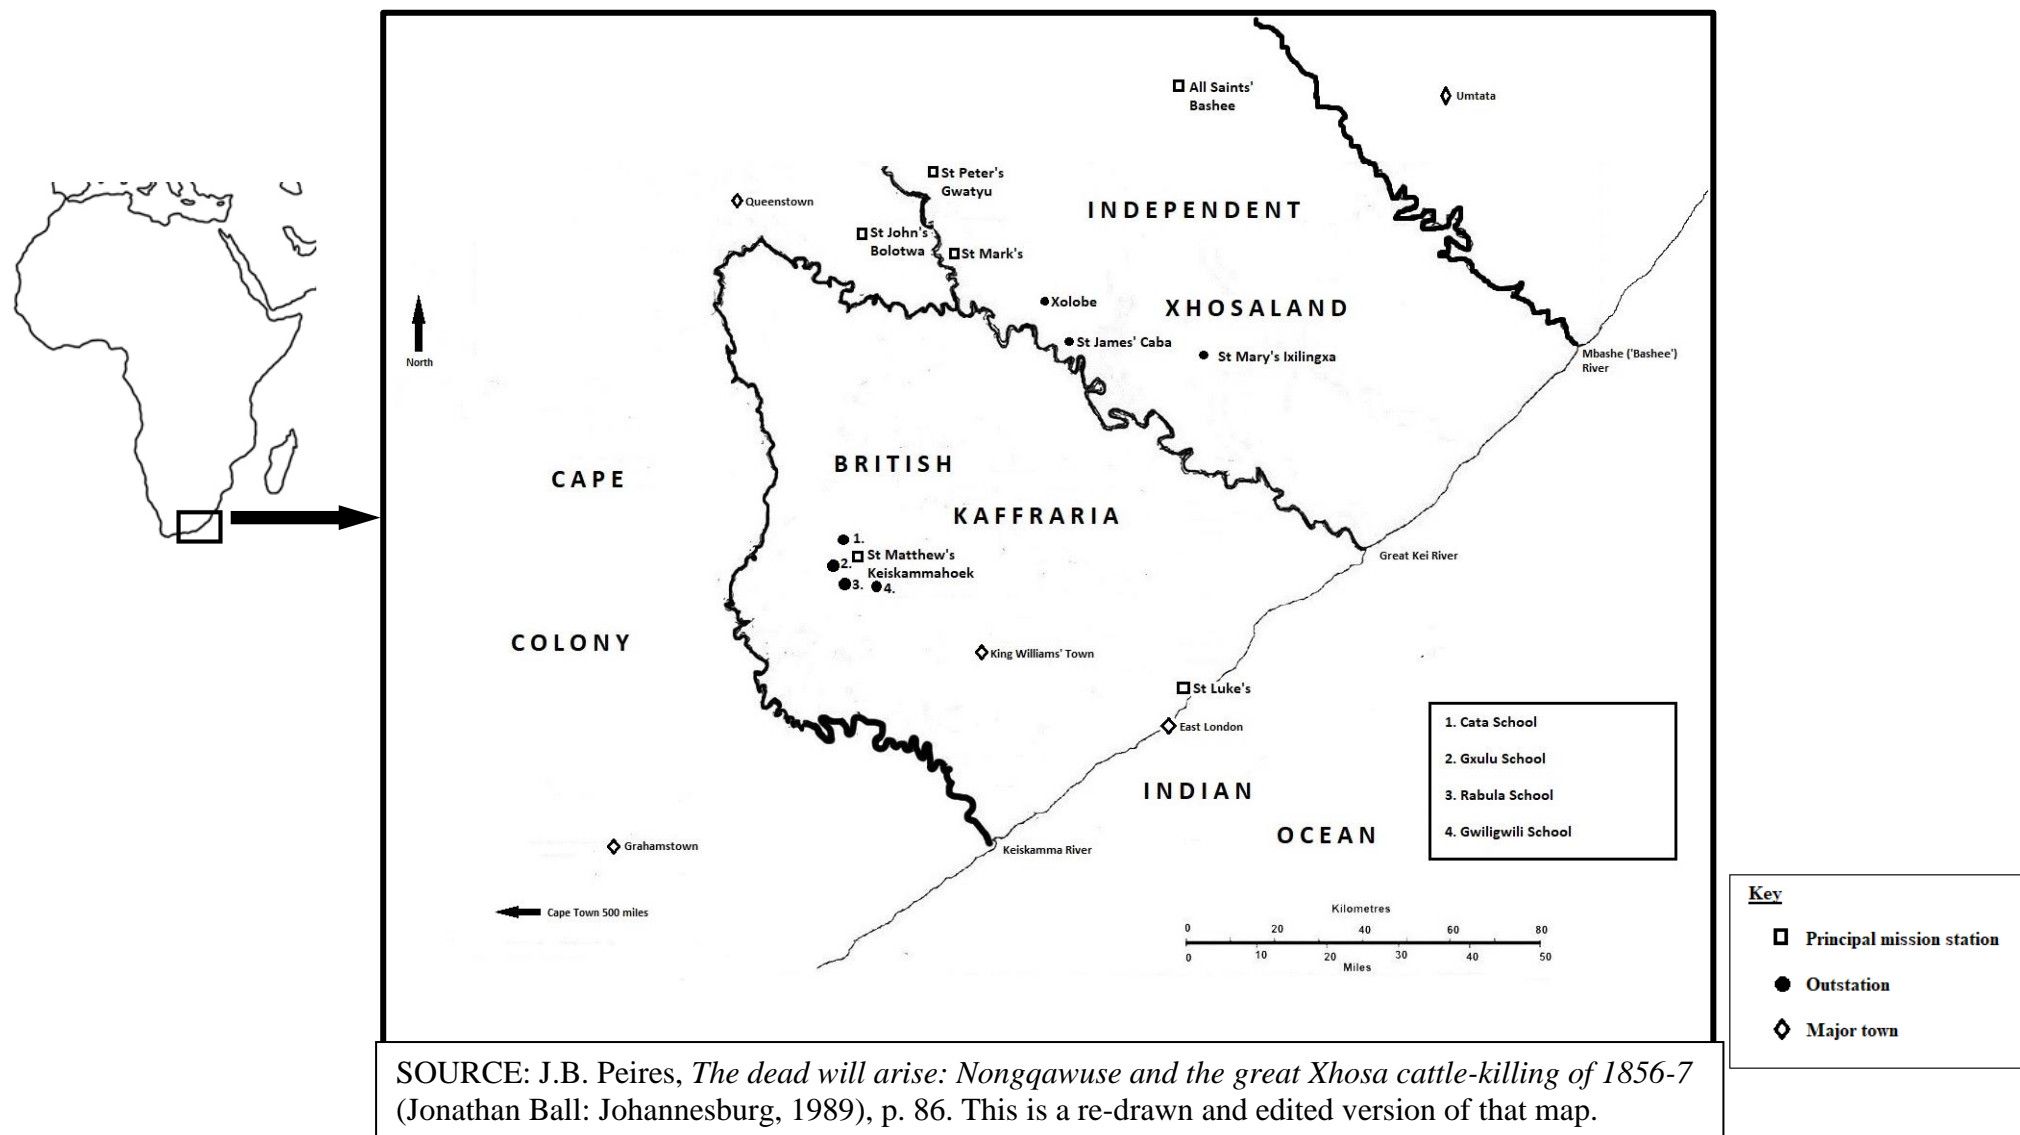 All Saints'
Bashee
Umtata
St Peter's
Gwatyu
Queenstown
INDEPENDENT
St John's
Bolotwa
St Mark's
Xolobe
XHOSALAND
North
St James' Caba
St Mary's Ixilingxa
Mbashe ('Bashee')
River
CAPE
BRITISH
KAFFRARIA
1.
St Matthew's
Keiskammahoek
2.
3.
4.
Great Kei River
COLONY
King Williams' Town
St Luke's
East London
INDIAN
OCEAN
1. Cata School
2. Gxulu School
3. Rabula School
4. Gwiligwili School
Grahamstown
Keiskamma River
Cape Town 500 miles
Kilometres
0 20 40 60 80
0 10 20 30 40 50
Miles
Key
Principal mission station
Outstation
Major town
SOURCE: J.B. Peires, The dead will arise: Nongqawuse and the great Xhosa cattle-killing of 1856-7
(Jonathan Ball: Johannesburg, 1989), p. 86. This is a re-drawn and edited version of that map.